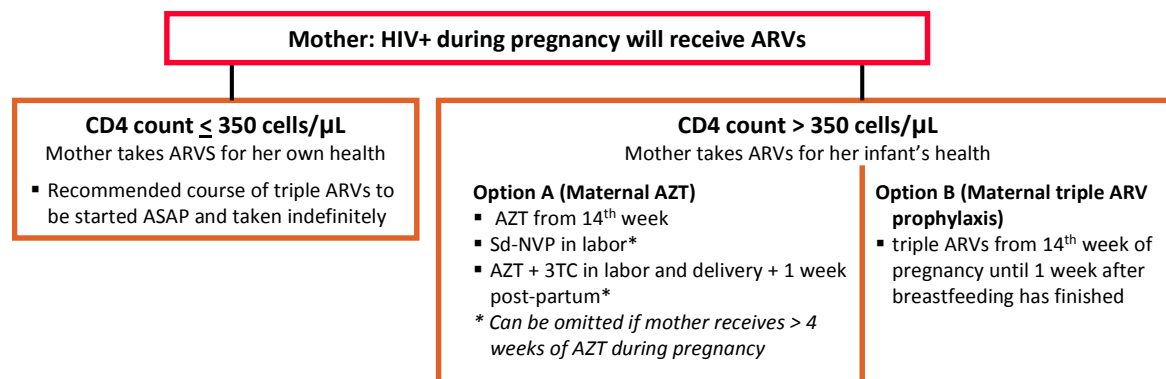 Mother: HIV+ during pregnancy will receive ARVs
CD4 count ≤ 350 cells/µL
Mother takes ARVS for her own health
▪ Recommended course of triple ARVs to
be started ASAP and taken indefinitely
CD4 count > 350 cells/µL
Mother takes ARVs for her infant's health
Option A (Maternal AZT)
▪ AZT from 14th week
▪ Sd-NVP in labor*
▪ AZT + 3TC in labor and delivery + 1 week
post-partum*
* Can be omitted if mother receives > 4
weeks of AZT during pregnancy
Option B (Maternal triple ARV
prophylaxis)
▪ triple ARVs from 14th week of
pregnancy until 1 week after
breastfeeding has finished